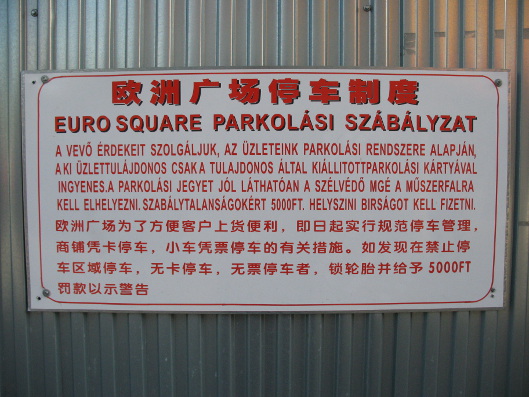 欧洲广场停车制度
EURO SQUARE PARKOLÁSI SZABÁLYZAT
A VEVŐ ÉRDEKEIT SZOLGÁLJUK, AZ ÜZLETEINK PARKOLÁSI RENDSZERE ALAPJÁN,
A KI ÜZLETTULÁJDONOS CSAK A TULAJDONOS ÁLTAL KIÁLLITOTTPARKOLÁSI KÁRTYÁVAL
INGYENES.A PARKOLÁSI JEGYET JÓL LÁTHATÓAN A SZÉLVÉDŐ MGÉ A MŰSZERFALRA
KELL ELHELYEZNI.SZABÁLYTALANSÁGOKÉRT 5000FT. HELYSZINI BIRSÁGOT KELL FIZETNI.
欧洲广场为了方便客户上货便利，即日起实行规范停车管理，
商铺凭卡停车，小车凭票停车的有关措施。如发现在禁止停
车区域停车，无卡停车，无票停车者，锁轮胎并给予 5000FT
罚款以示警告